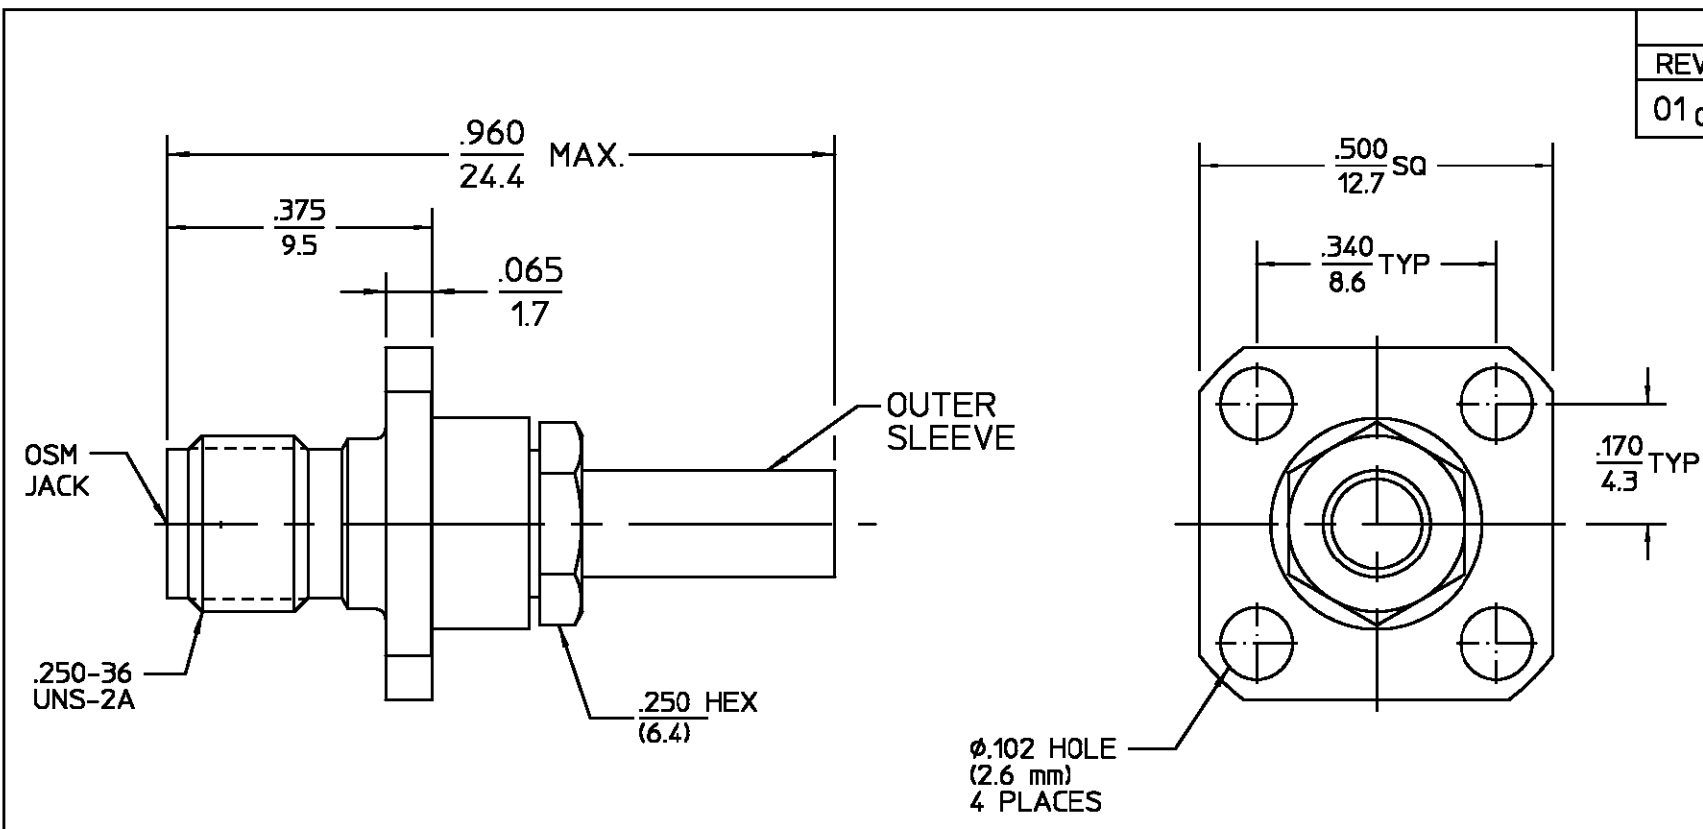 REV
01
.960
24.4 MAX.
.375
9.5
.065
1.7
OUTER
SLEEVE
OSM
JACK
.250-36
UNS-2A
.250 HEX
(6.4)
.500 SQ
12.7
.340 TYP
8.6
.170 TYP
4.3
Ø.102 HOLE
(2.6 mm)
4 PLACES